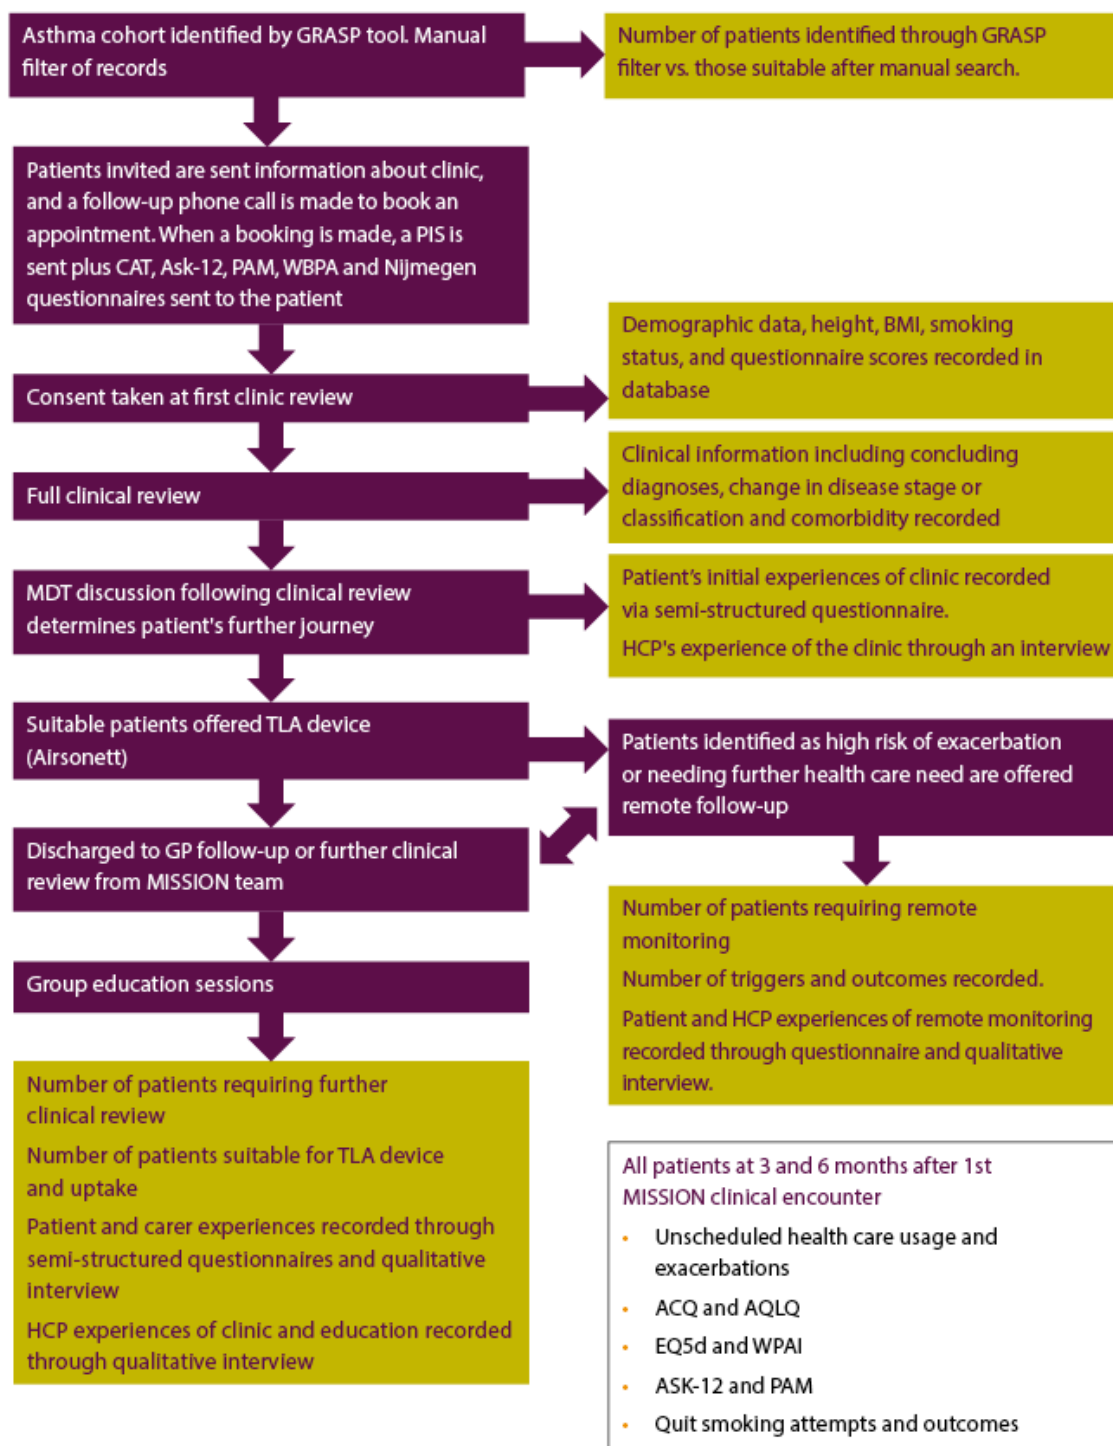 Asthma cohort identified by GRASP tool. Manual
filter of records
Number of patients identified through GRASP
filter vs. those suitable after manual search.
Patients invited are sent information about clinic,
and a follow-up phone call is made to book an
appointment. When a booking is made, a PIS is
sent plus CAT, Ask-12, PAM, WBPA and Nijmegen
questionnaires sent to the patient
Demographic data, height, BMI, smoking
status, and questionnaire scores recorded in
database
Consent taken at first clinic review
Clinical information including concluding
diagnoses, change in disease stage or
classification and comorbidity recorded
Full clinical review
Patient’s initial experiences of clinic recorded
via semi-structured questionnaire.
HCP's experience of the clinic through an interview
MDT discussion following clinical review
determines patient's further journey
Suitable patients offered TLA device
(Airsonett)
Patients identified as high risk of exacerbation
or needing further health care need are offered
remote follow-up
Discharged to GP follow-up or further clinical
review from MISSION team
Number of patients requiring remote
monitoring
Number of triggers and outcomes recorded.
Patient and HCP experiences of remote monitoring
recorded through questionnaire and qualitative
interview.
Group education sessions
Number of patients requiring further
clinical review
Number of patients suitable for TLA device
and uptake
Patient and carer experiences recorded through
semi-structured questionnaires and qualitative
interview
HCP experiences of clinic and education recorded
through qualitative interview
All patients at 3 and 6 months after 1st
MISSION clinical encounter
• Unscheduled health care usage and
exacerbations
• ACQ and AQLQ
• EQ5d and WPAI
• ASK-12 and PAM
• Quit smoking attempts and outcomes